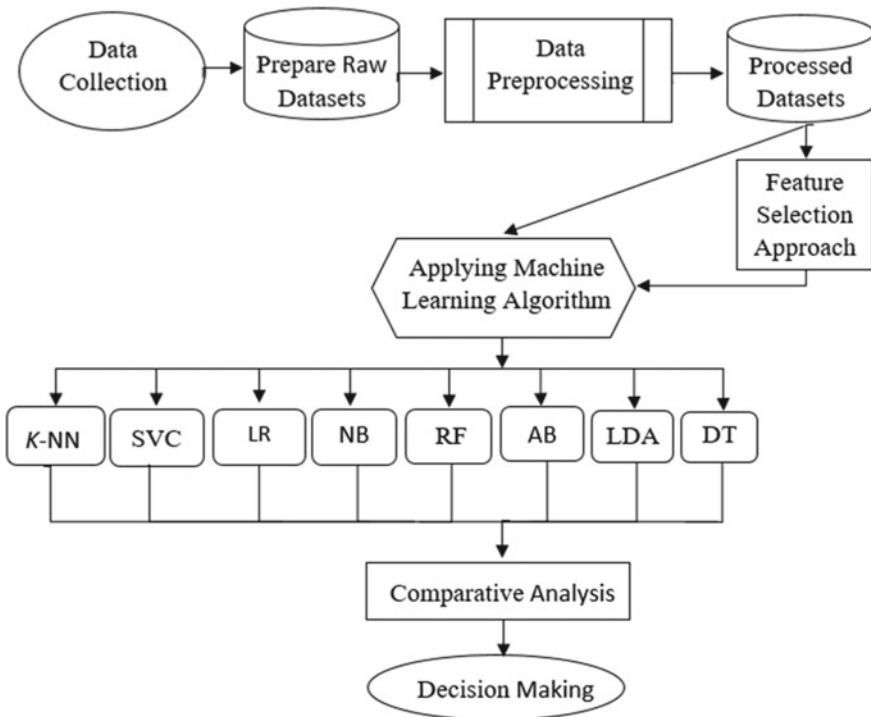 Data
Collection
Prepare Raw
Datasets
Data
Preprocessing
Processed
Datasets
Feature
Selection
Approach
Applying Machine
Learning Algorithm
K-NN
SVC
LR
NB
RF
AB
LDA
DT
Comparative Analysis
Decision Making